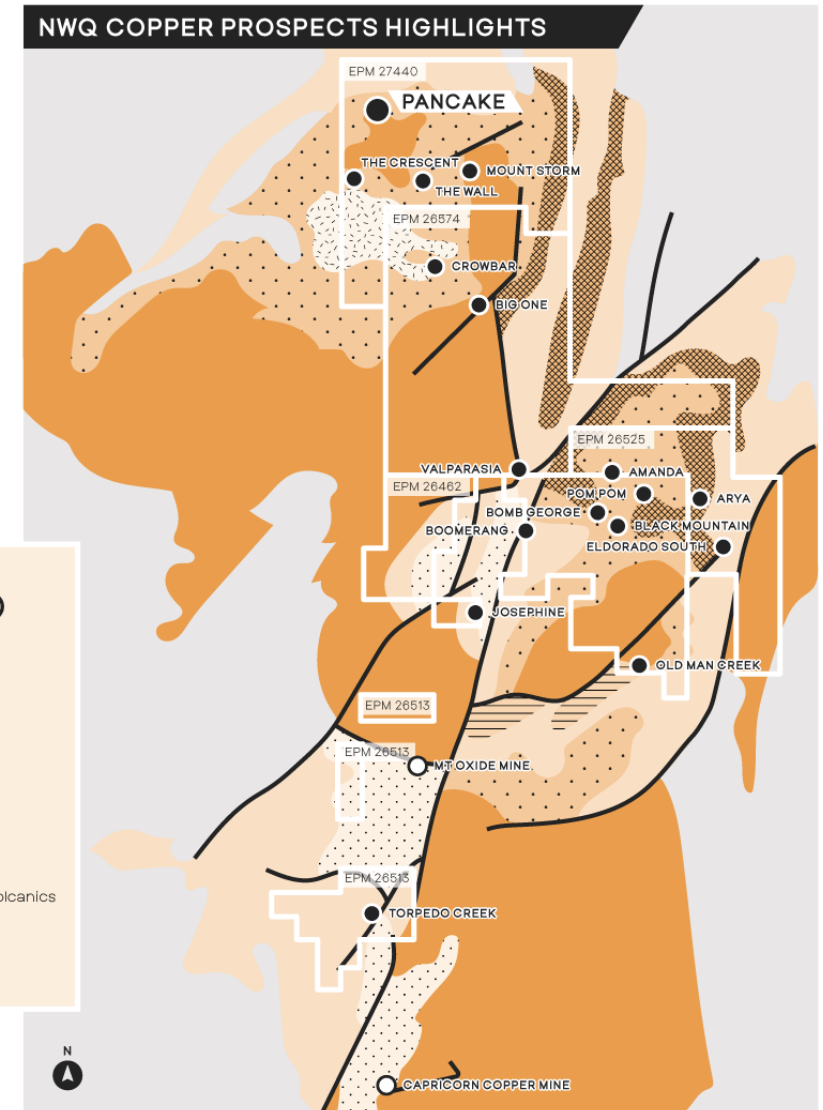 NWQ COPPER PROSPECTS HIGHLIGHTS
EPM 27440
PANCAKE
THE CRESCENT
MOUNT STORM
THE WALL
EPM 26574
CROWBAR
BIG ONE
EPM 26525
VALPARASIA
AMANDA
EPM 26462
POM POM
ARYA
BOMB GEORGE
BLACK MOUNTAIN
BOOMERANG
ELDORADO SOUTH
JOSEPHINE
OLD MAN CREEK
EPM 26513
EPM 26513
MT OXIDE MINE
EPM 26513
olcanics
TORPEDO CREEK
N
CAPRICORN COPPER MINE